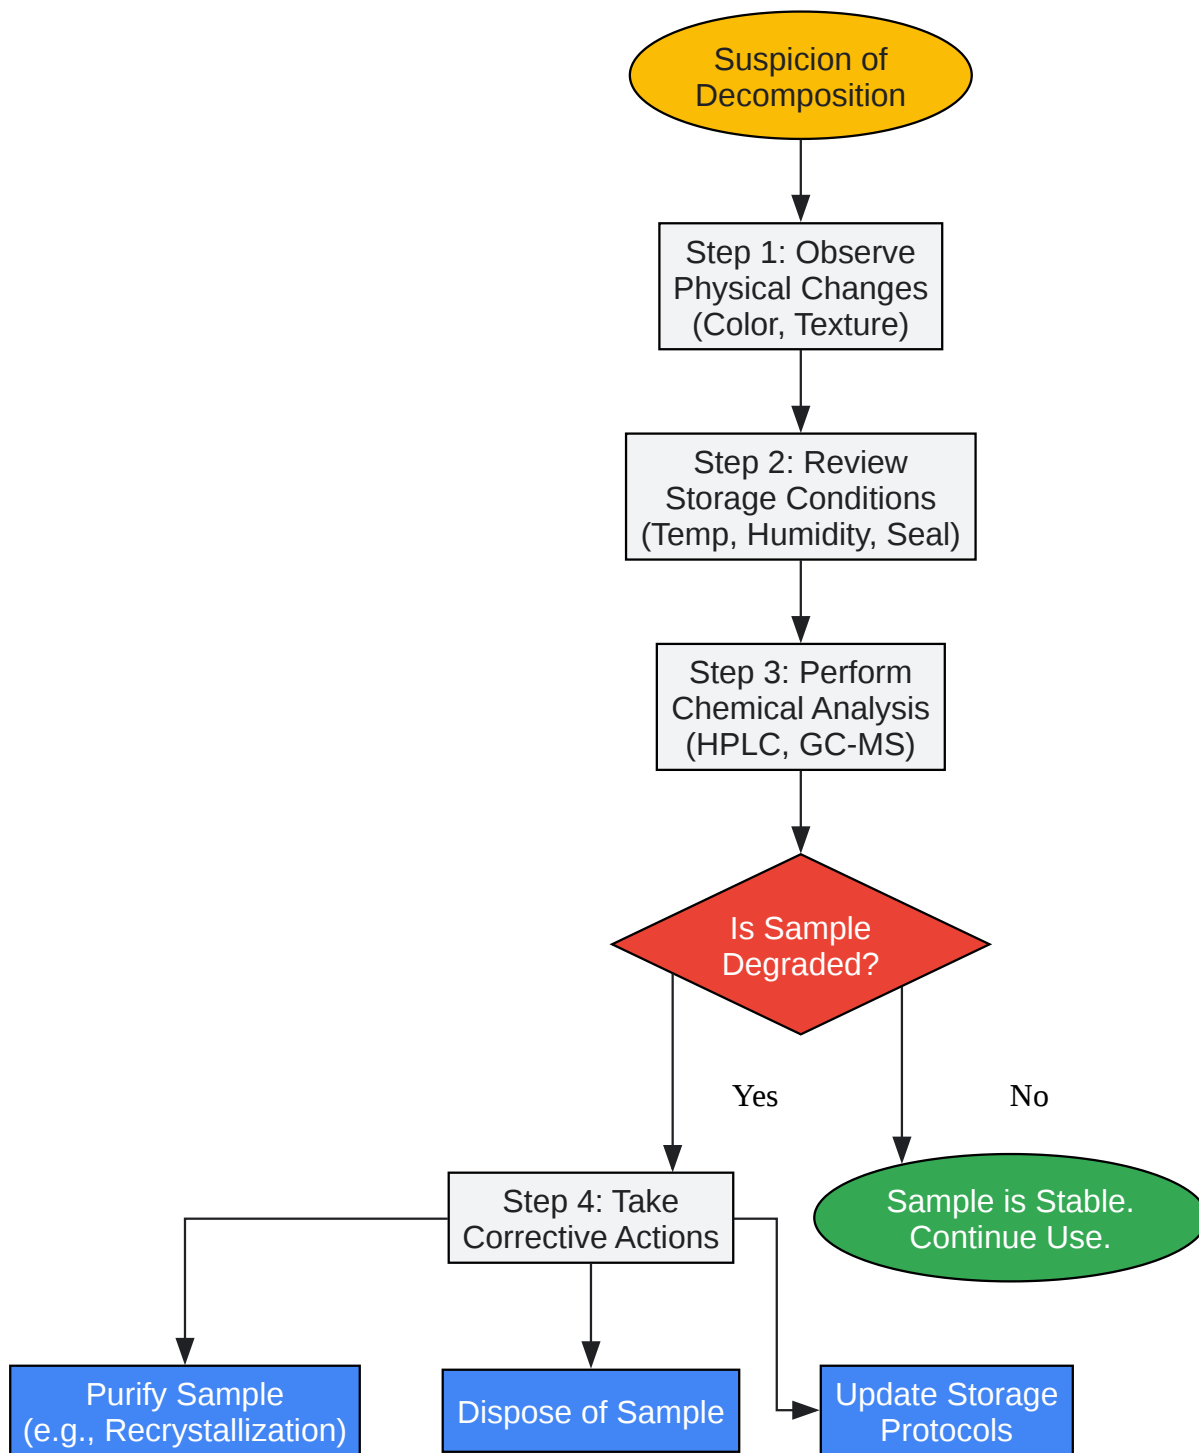 Suspicion of
Decomposition
Step 1: Observe
Physical Changes
(Color, Texture)
Step 2: Review
Storage Conditions
(Temp, Humidity, Seal)
Step 3: Perform
Chemical Analysis
(HPLC, GC-MS)
Is Sample
Degraded?
Yes
No
Step 4: Take
Corrective Actions
Sample is Stable.
Continue Use.
Purify Sample
(e.g., Recrystallization)
Dispose of Sample
Update Storage
Protocols